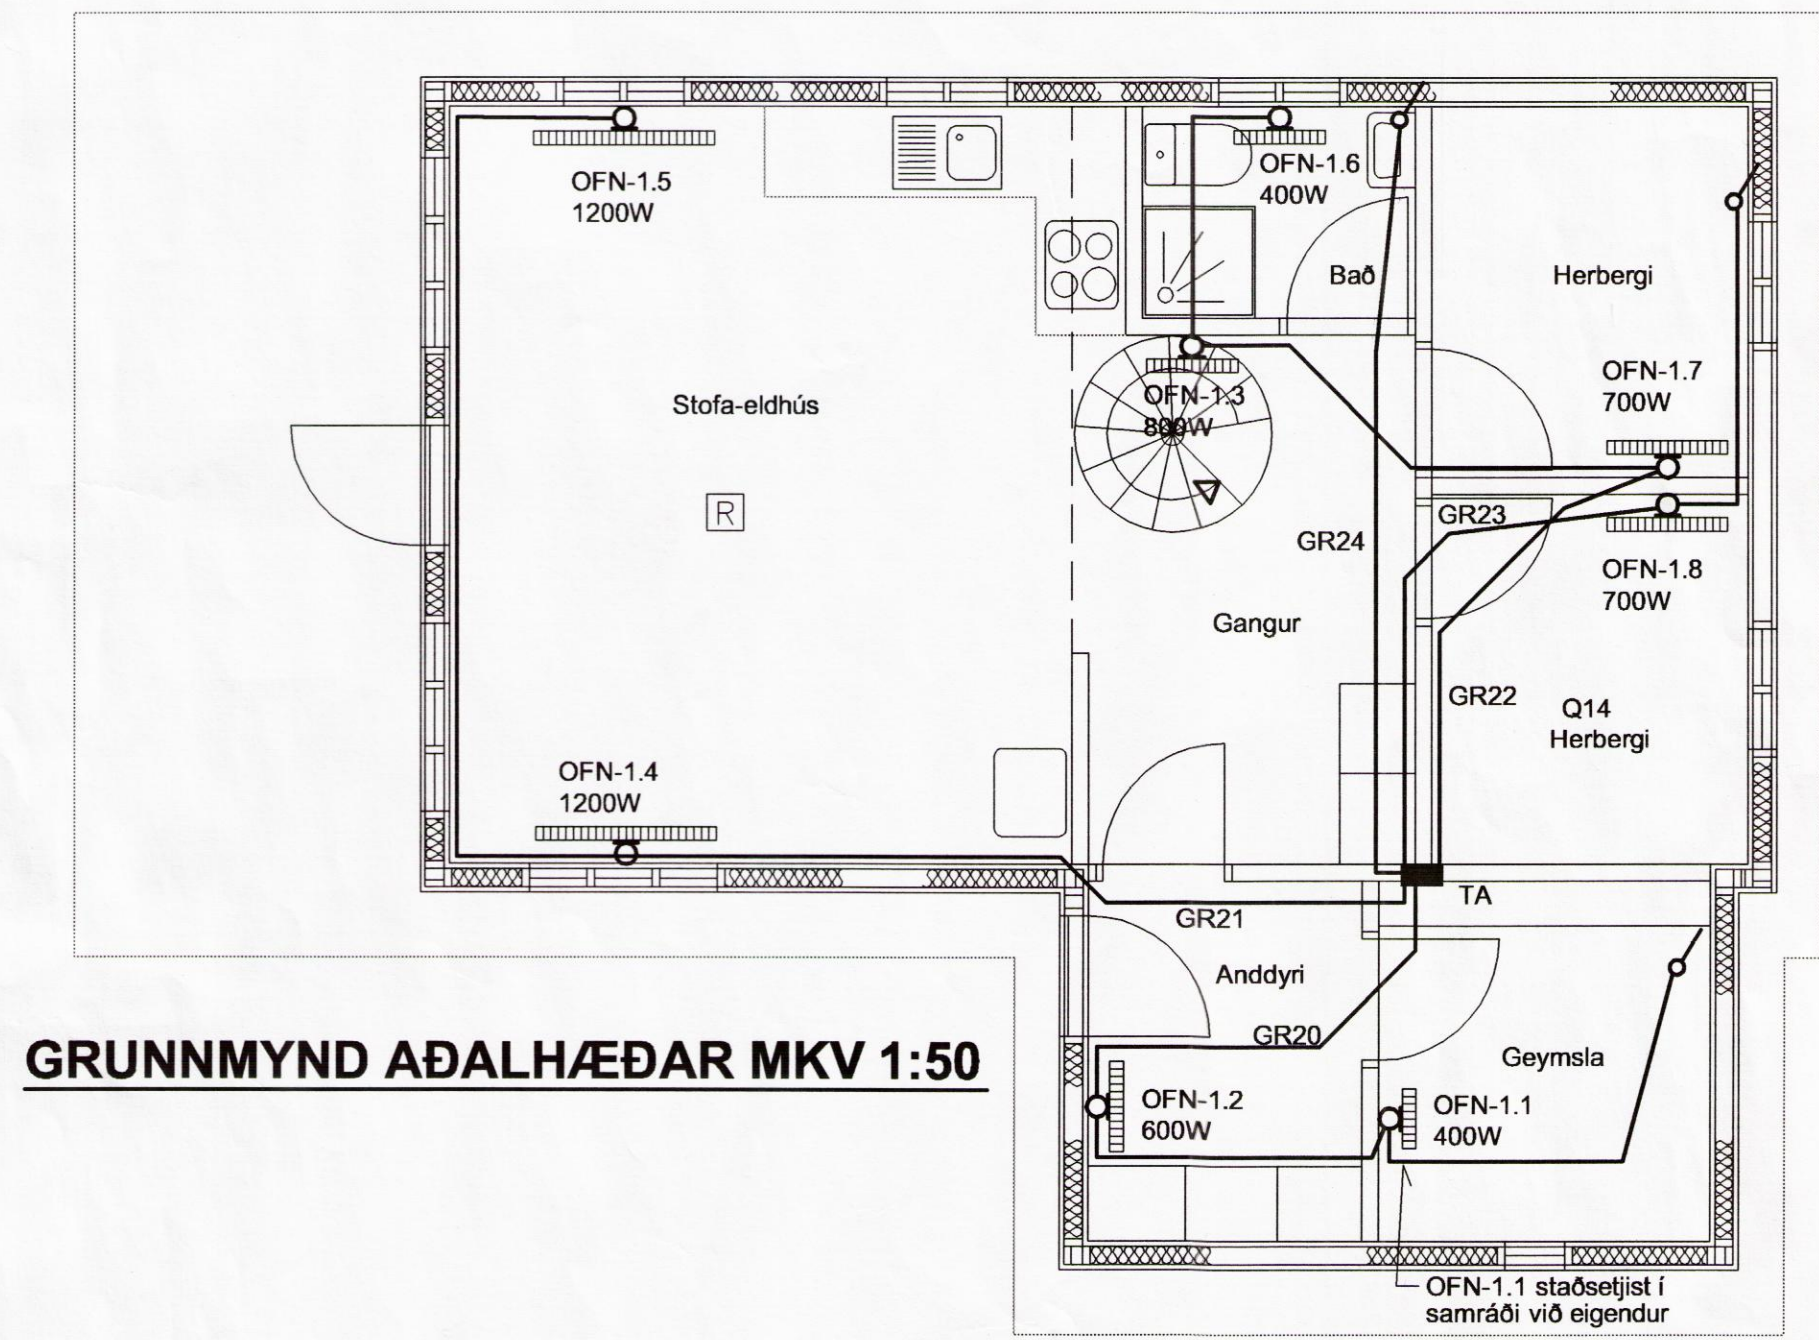 OFN-1.5
1200W
OFN-1.6
400W
Bað
Herbergi
OFN-1.7
700W
OFN-1.3
800W
Stofa-eldhús
R
GR23
GR24
OFN-1.8
700W
Gangur
GR22
Q14
Herbergi
OFN-1.4
1200W
TA
GR21
Anddyri
GR20
Geymsla
GRUNNMYND AÐALHÆÐAR MKV 1:50
OFN-1.2
600W
OFN-1.1
400W
OFN-1.1 staðsetjist í
samráði við eigendur